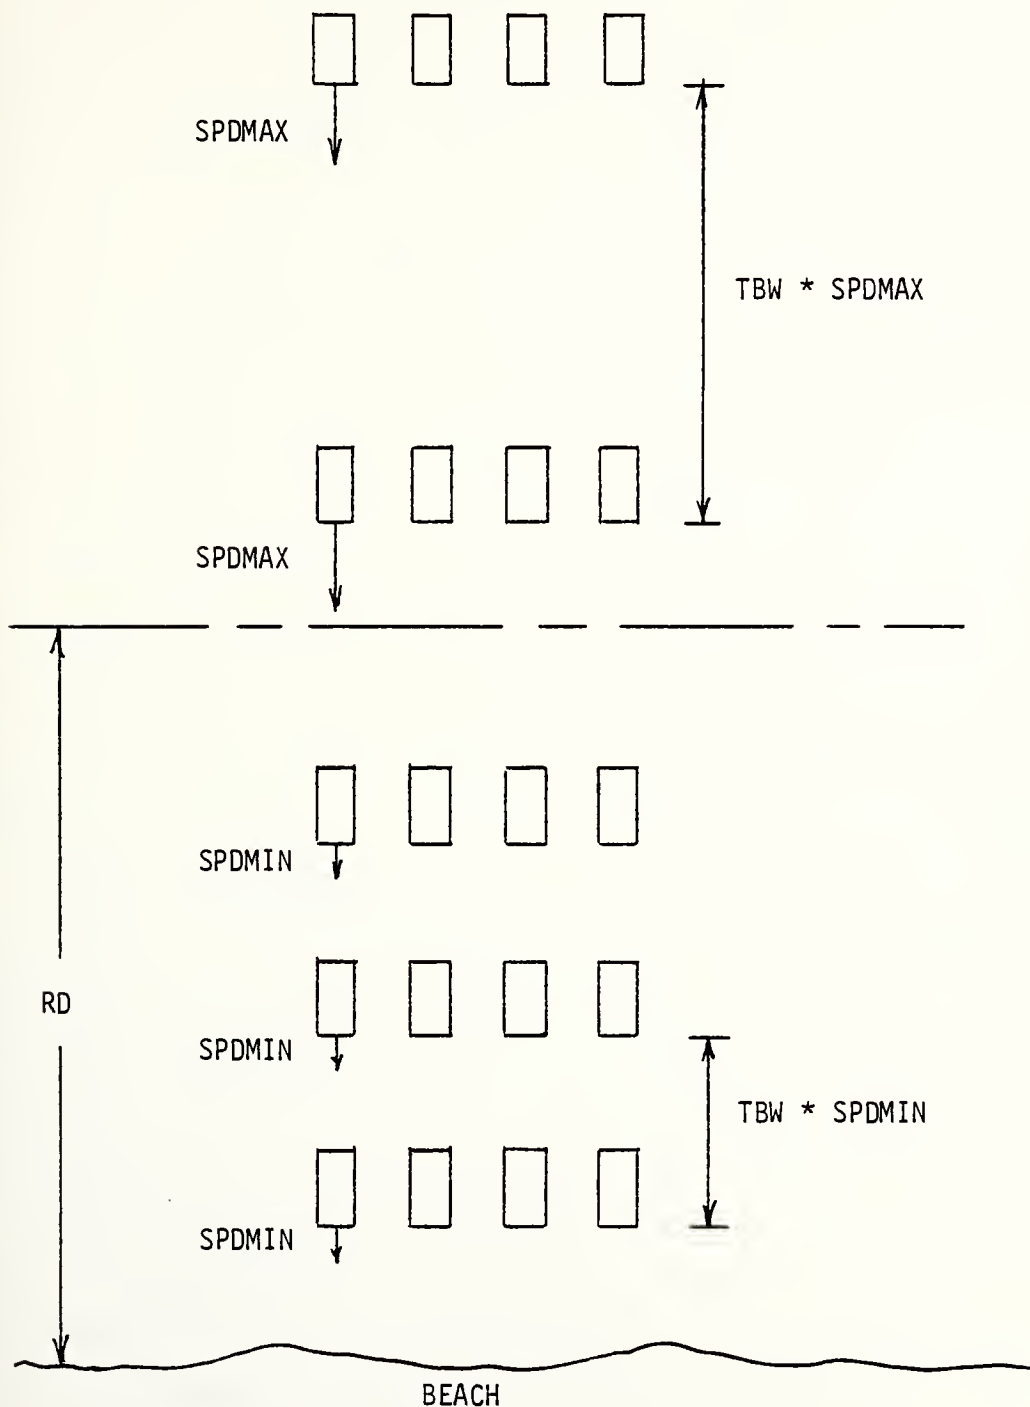 SPDMAX
TBW * SPDMAX
SPDMAX
SPDMIN
RD
SPDMIN
TBW * SPDMIN
SPDMIN
BEACH